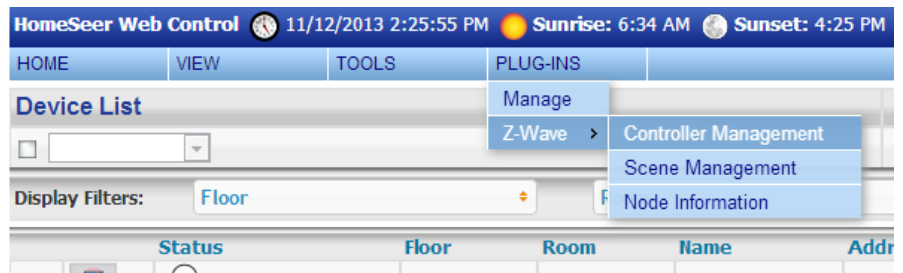 HomeSeer Web Control 11/12/2013 2:25:55 PM Sunrise: 6:34 AM Sunset: 4:25 PM
HOME VIEW TOOLS PLUG-INS
Device List
Manage
Z-Wave
Controller Management
Scene Management
Node Information
Display Filters: Floor
Status Floor Room Name